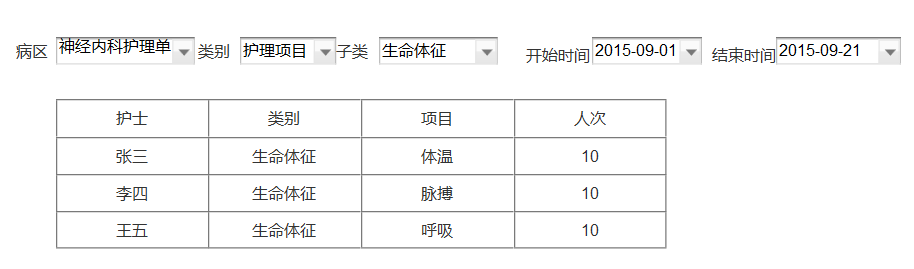 病区 神经内科护理单 类别 护理项目 子类 生命体征 开始时间 2015-09-01 结束时间 2015-09-21
护士 类别 项目 人次
张三 生命体征 体温 10
李四 生命体征 脉搏 10
王五 生命体征 呼吸 10